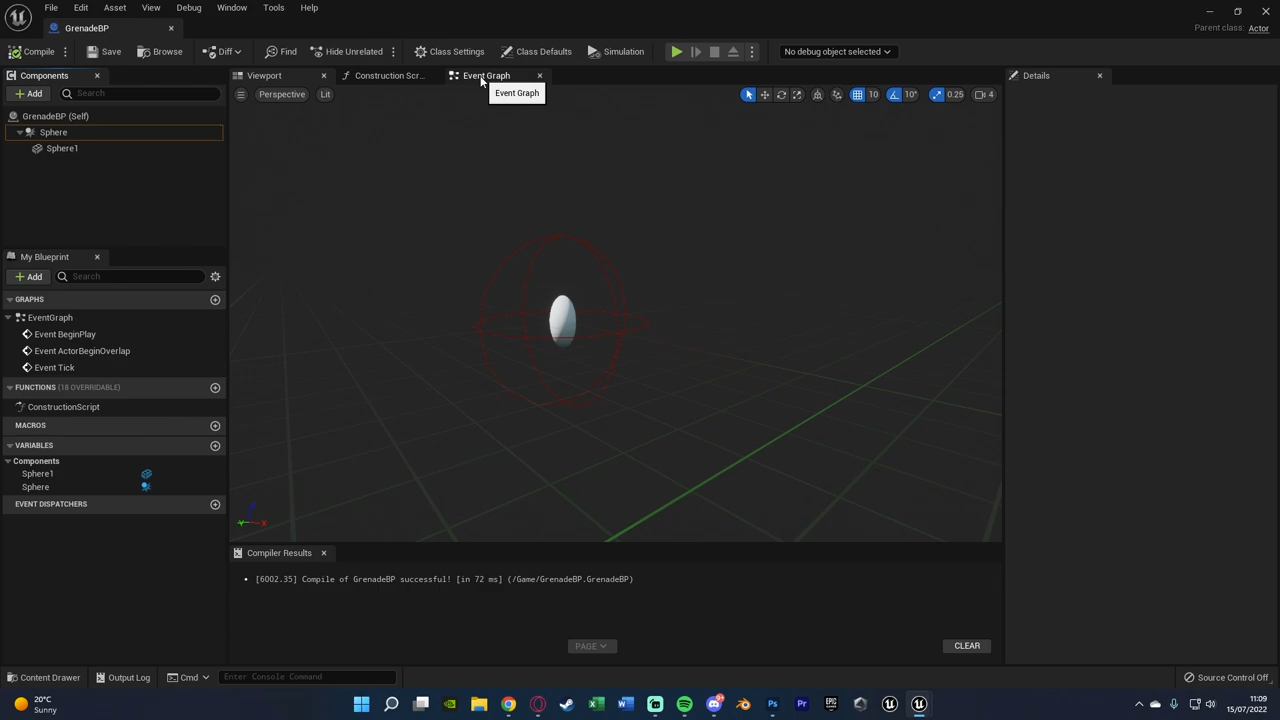 File Edit Asset View Debug Window Tools Help
GrenadeBP
Parent class: Actor
Compile Save Browse Diff Find Hide Unrelated Class Settings Class Defaults Simulation No debug object selected
Components Viewport Construction Scr... Event Graph Details
Add Search Perspective Lit 10 10° 0.25 4
Event Graph
GrenadeBP (Self)
Sphere
Sphere1
My Blueprint
Add Search
GRAPHS
EventGraph
Event BeginPlay
Event ActorBeginOverlap
Event Tick
FUNCTIONS (18 OVERRIDABLE)
ConstructionScript
MACROS
VARIABLES
Components
Sphere1
Sphere
EVENT DISPATCHERS
Z
Y X
Compiler Results
[6002.35] Compile of GrenadeBP successful! [in 72 ms] (/Game/GrenadeBP.GrenadeBP)
PAGE CLEAR
Content Drawer Output Log Cmd Enter Console Command Source Control Off
20°C
Sunny
11:09
15/07/2022